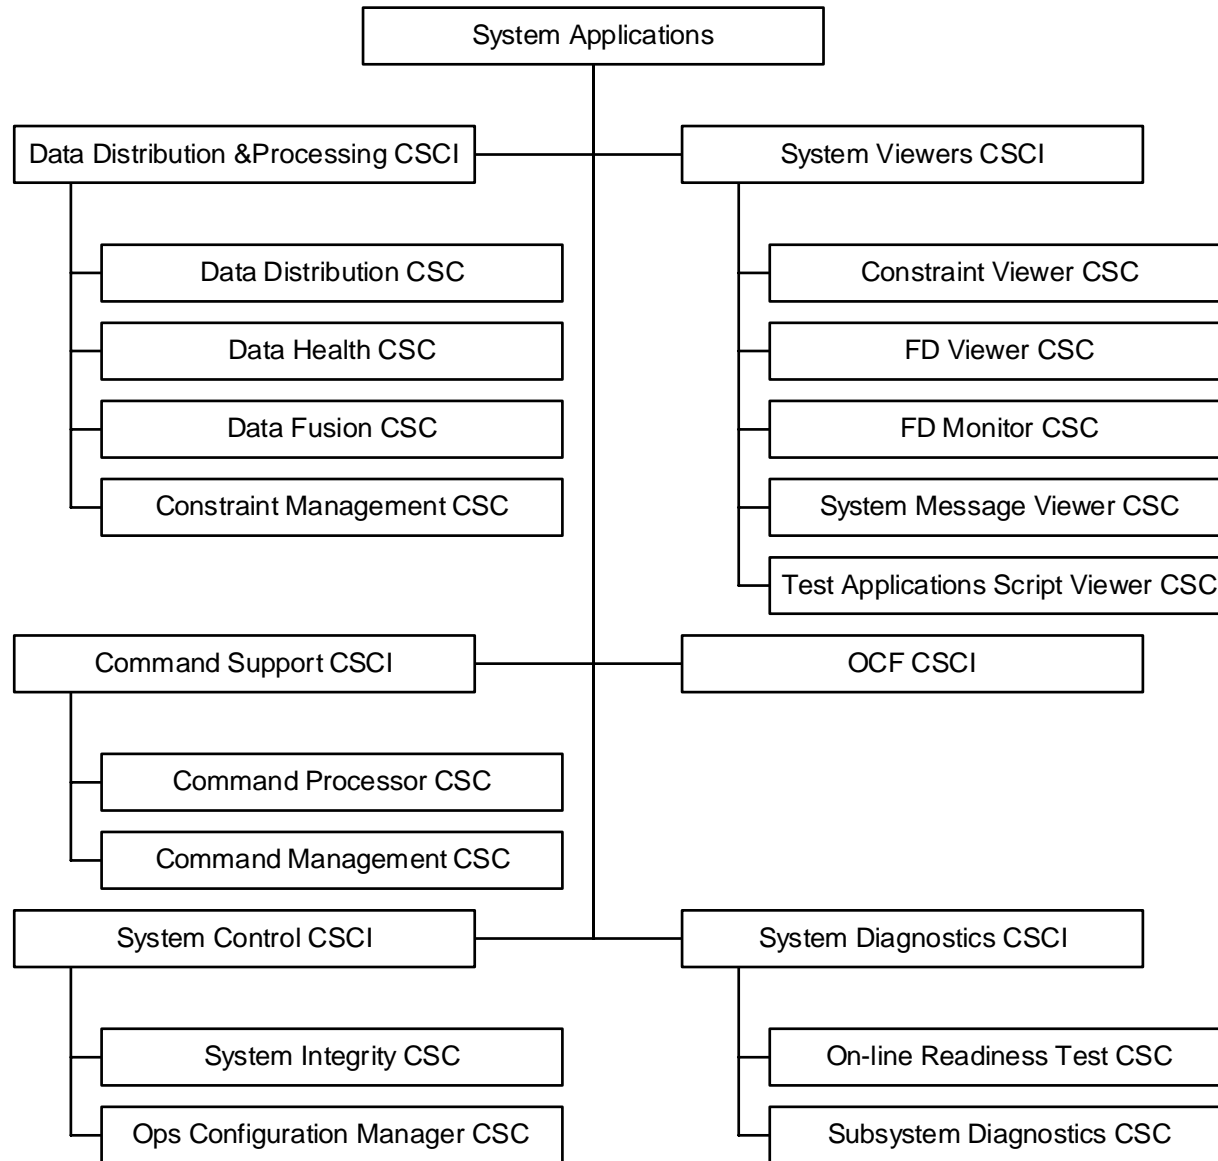 System Applications
Data Distribution &Processing CSCI
Data Distribution CSC
Data Health CSC
Data Fusion CSC
Constraint Management CSC
System Viewers CSCI
Constraint Viewer CSC
FD Viewer CSC
FD Monitor CSC
System Message Viewer CSC
Test Applications Script Viewer CSC
Command Support CSCI
Command Processor CSC
Command Management CSC
OCF CSCI
System Control CSCI
System Integrity CSC
Ops Configuration Manager CSC
System Diagnostics CSCI
On-line Readiness Test CSC
Subsystem Diagnostics CSC